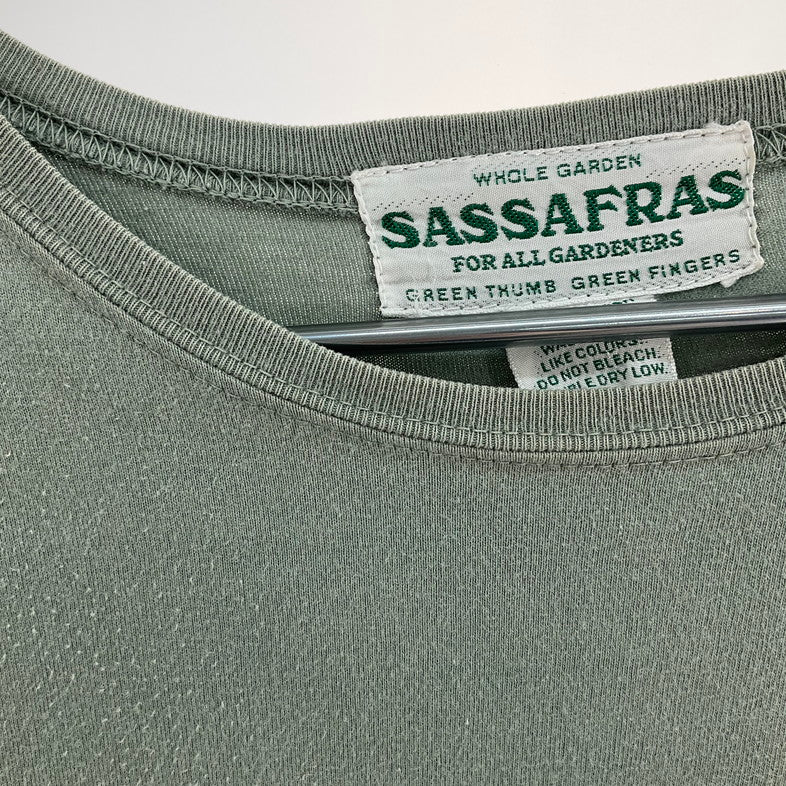 WHOLE GARDEN
SASSAFRAS
FOR ALL GARDENERS
GREEN THUMB GREEN FINGERS
LIKE COLORS.
DO NOT BLEACH.
DRY LOW.